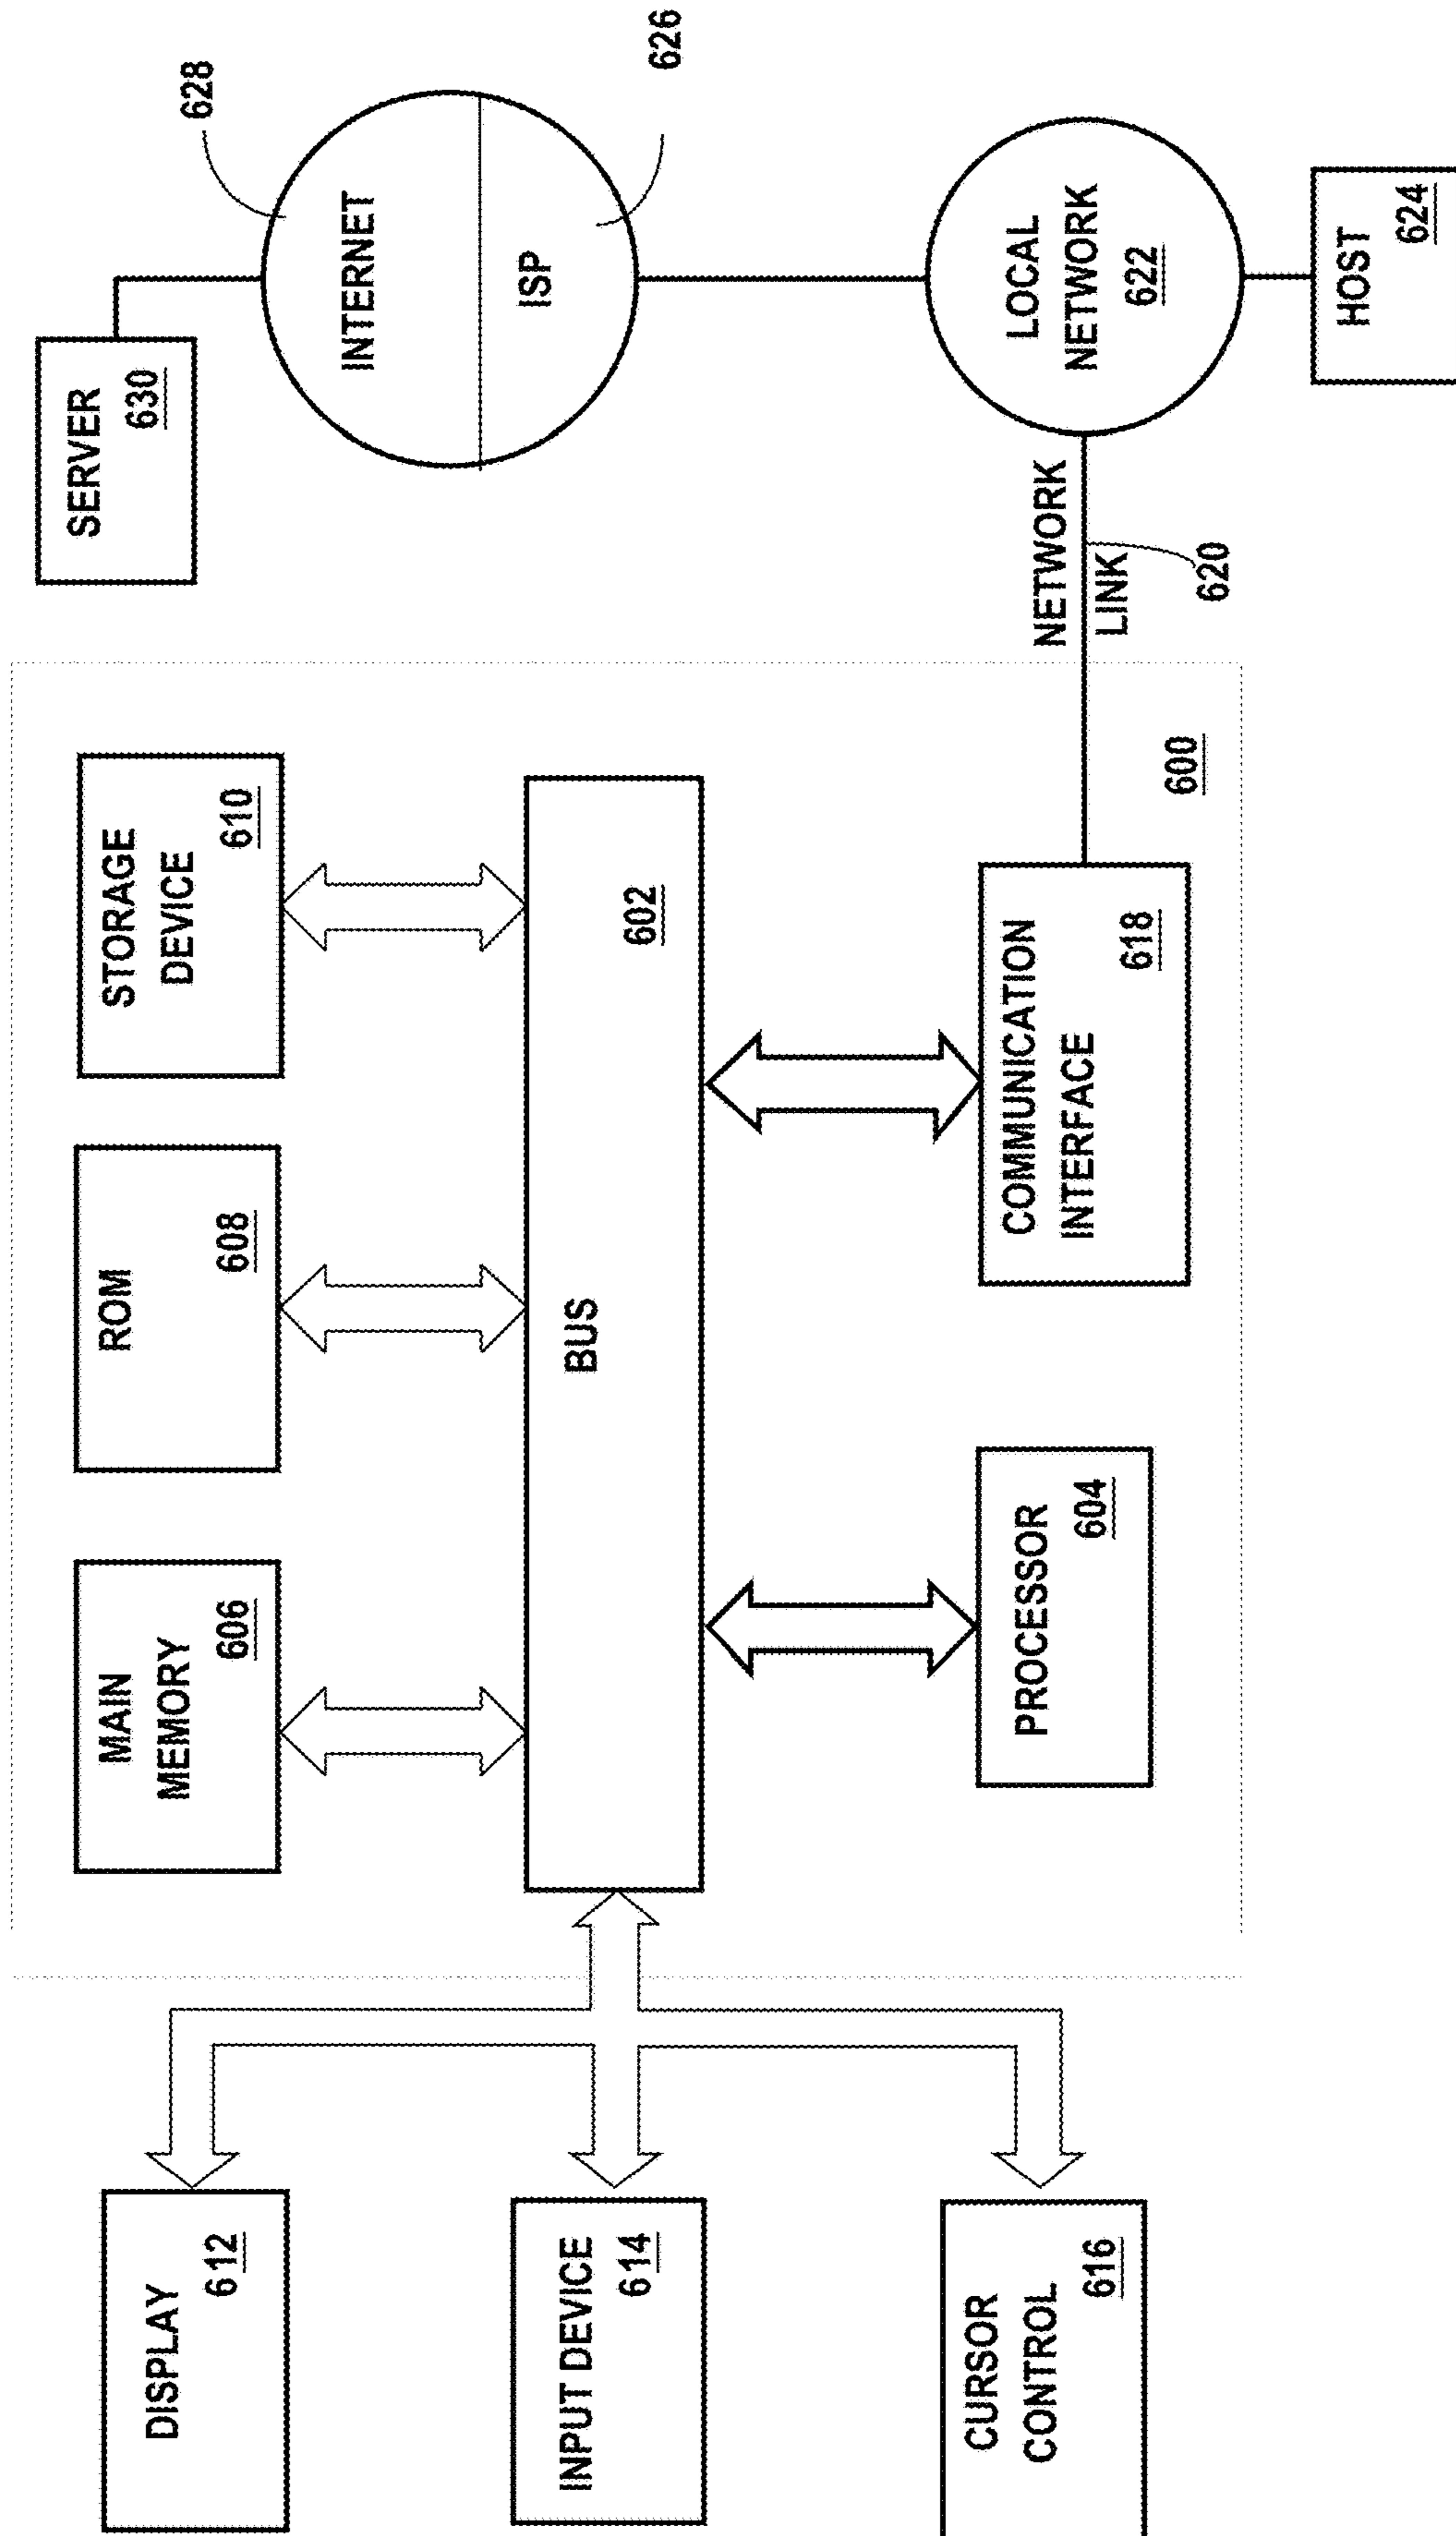 DISPLAY
612
INPUT DEVICE
614
CURSOR
CONTROL
616
MAIN
MEMORY
606
ROM
608
STORAGE
DEVICE
610
BUS
602
PROCESSOR
604
COMMUNICATION
INTERFACE
618
600
SERVER
630
628
INTERNET
ISP
626
NETWORK
LINK
620
LOCAL
NETWORK
622
HOST
624